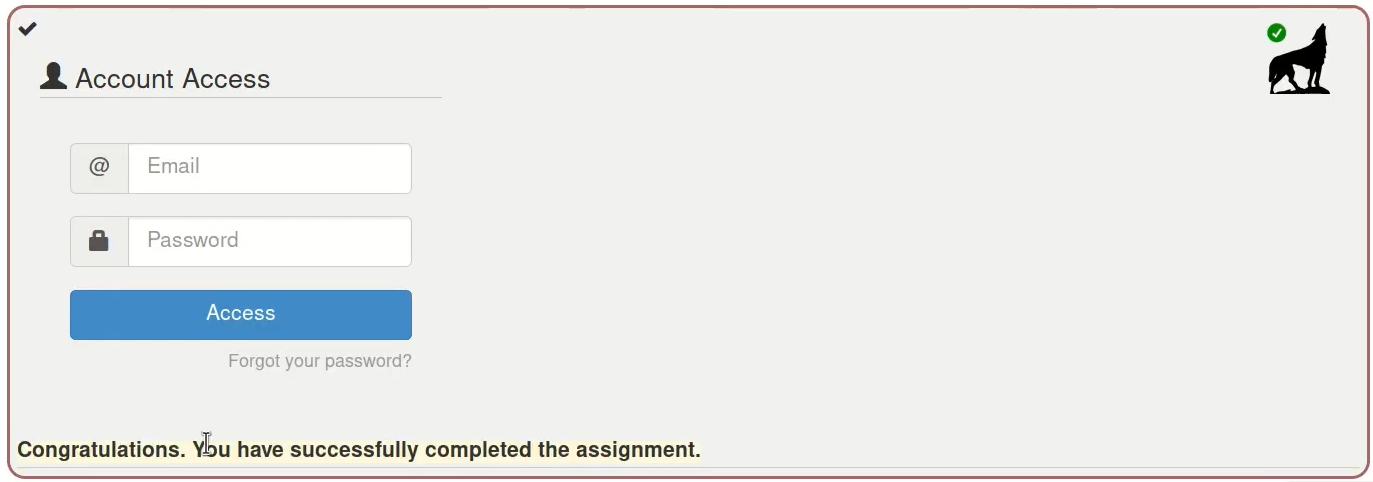 Account Access
@ Email
Password
Access
Forgot your password?
Congratulations. You have successfully completed the assignment.